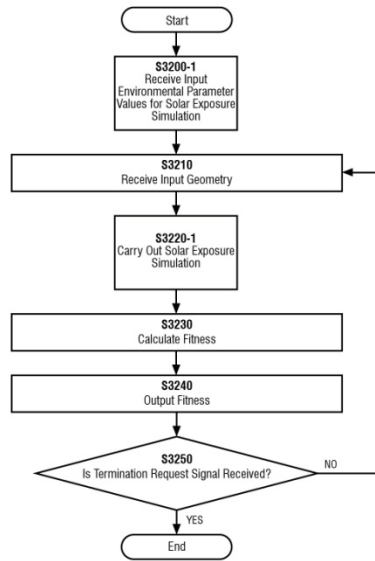 Start
S3200-1
Receive Input
Environmental Parameter
Values for Solar Exposure
Simulation
S3210
Receive Input Geometry
S3220-1
Carry Out Solar Exposure
Simulation
S3230
Calculate Fitness
S3240
Output Fitness
S3250
Is Termination Request Signal Received?
NO
YES
End